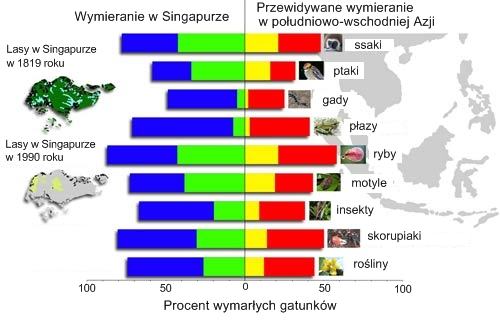 Wymieranie w Singapurze
Przewidywane wymieranie
w południowo-wschodniej Azji
Lasy w Singapurze
w 1819 roku
Lasy w Singapurze
w 1990 roku
ssaki
ptaki
gady
płazy
ryby
motyle
insekty
skorupiaki
rośliny
100 50 0 50 100
Procent wymarłych gatunków